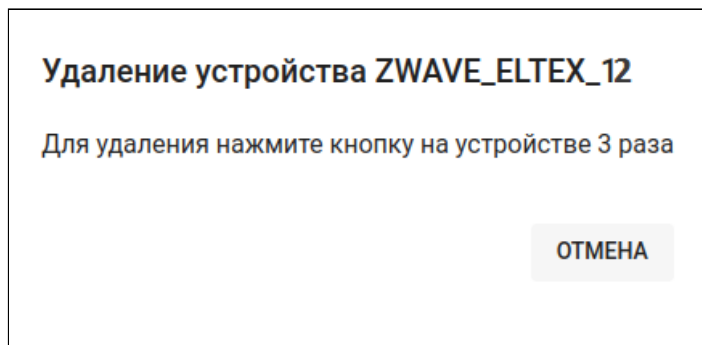 Удаление устройства ZWAVE_ELTEX_12
Для удаления нажмите кнопку на устройстве 3 раза
ОТМЕНА